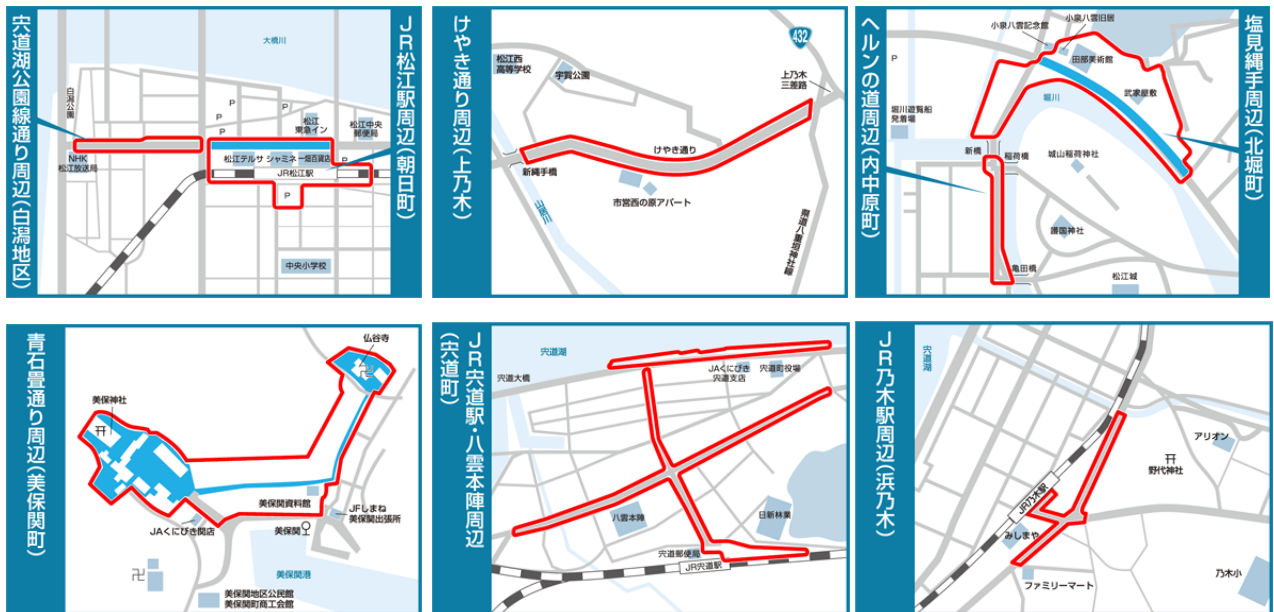 宍道湖公園線通り周辺(白潟地区)
大橋川
白潟公園
P
P
P
P
松江
東急イン
松江中央
郵便局
NHK
松江放送局
松江テルサ シャミネ 一畑百貨店
P
JR松江駅
P
中央小学校
JR松江駅周辺(朝日町)
けやき通り周辺(上乃木)
432
松江西
高等学校
宇賀公園
上乃木
三差路
けやき通り
新縄手橋
市営西の原アパート
山居川
県道八重垣神社線
ヘルンの道周辺(内中原町)
小泉八雲記念館
小泉八雲旧居
田部美術館
P
武家屋敷
堀川
堀川遊覧船
発着場
新橋
稲荷橋
城山稲荷神社
護国神社
亀田橋
松江城
塩見縄手周辺(北堀町)
青石畳通り周辺(美保関町)
仏谷寺
卍
美保神社
美保関資料館
JFしまね
美保関出張所
JAくにびき関店
美保関
卍
美保関港
美保関地区公民館
美保関町商工会館
JR宍道駅・八雲本陣周辺
(宍道町)
宍道湖
宍道大橋
JAくにびき
宍道支店
宍道町役場
八雲本陣
日新林業
宍道郵便局
JR宍道駅
JR乃木駅周辺(浜乃木)
宍道湖
アリオン
野代神社
JR乃木駅
みしまや
ファミリーマート
乃木小